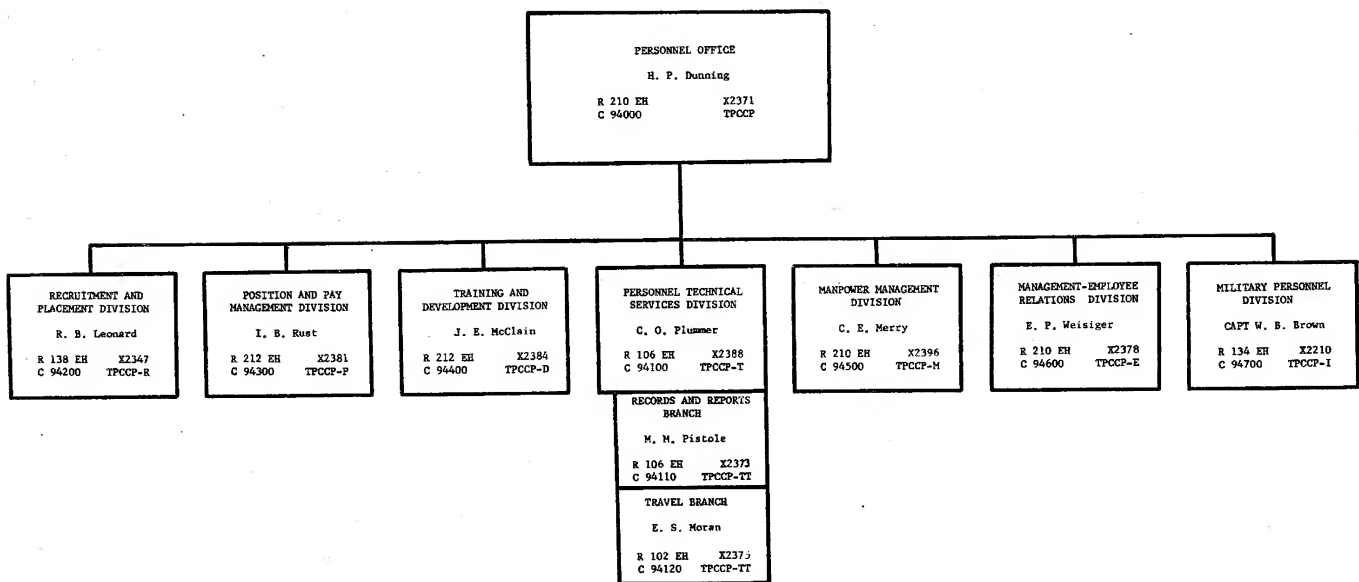 PERSONNEL OFFICE
H. P. Dunning
R 210 EH X2371
C 94000 TPCCP
RECRUITMENT AND
PLACEMENT DIVISION
R. B. Leonard
R 138 EH X2347
C 94200 TPCCP-R
POSITION AND PAY
MANAGEMENT DIVISION
I. B. Rust
R 212 EH X2381
C 94300 TPCCP-P
TRAINING AND
DEVELOPMENT DIVISION
J. E. McClain
R 212 EH X2384
C 94400 TPCCP-D
PERSONNEL TECHNICAL
SERVICES DIVISION
C. O. Plummer
R 106 EH X2388
C 94100 TPCCP-T
RECORDS AND REPORTS
BRANCH
M. M. Pistole
R 106 EH X2373
C 94110 TPCCP-TT
TRAVEL BRANCH
E. S. Moran
R 102 EH
C 94120 TPCCP-TT
MANPOWER MANAGEMENT
DIVISION
C. E. Merry
R 210 EH X2396
C 94500 TPCCP-M
MANAGEMENT-EMPLOYEE
RELATIONS DIVISION
E. P. Weisiger
R 210 EH X2378
C 94600 TPCCP-E
MILITARY PERSONNEL
DIVISION
CAPT W. B. Brown
R 134 EH X2210
C 94700 TPCCP-I